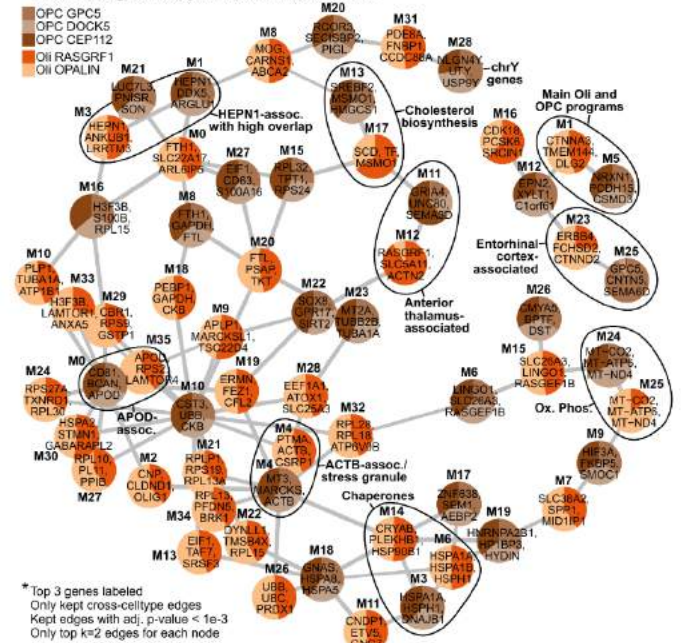 OPC GPC5
OPC DOCK5
OPC CEP112
Oli RASGRF1
Oli OPALIN
M20
RCOR3,
SECISBP2,
PIGL
M31
PDE8A,
FNBP1,
CCDC88A
M8
MOG,
CARNS1,
ABCA2
M28
NLGN4Y,
UTY,
USP9Y
chrY
genes
M21
LUC7L3,
PNISR,
SON
M1
HEPN1,
DDX5,
ARGLU1
M13
SREBF2,
MSMO1,
HMGCS1
Cholesterol
biosynthesis
M3
HEPN1,
ANKUB1,
LRRTM3
HEPN1-assoc.
with high overlap
M17
SCD, TF,
MSMO1
Main Oli and
OPC programs
M16
CDK18,
PCSK6,
SRCIN1
M1
CTNNA3,
TMEM144,
DLG2
M5
NRXN1,
PCDH15,
CSMD3
M0
FTH1,
SLC22A17,
ARL6IP5
M27
EIF1,
CD63,
S100A16
M15
RPL32,
TPT1,
RPS24
M11
GRIA4,
UNC80,
SEMA3D
M12
EPN2,
XYLT1,
C1orf61
M16
H3F3B,
S100B,
RPL15
M8
FTH1,
GAPDH,
FTL
M12
RASGRF1,
SLC5A11,
ACTN2
Anterior
thalamus-
associated
M23
ERBB4,
FCHSD2,
CTNND2
Entorhinal
cortex-
associated
M25
GPC5,
CNTN5,
SEMA6D
M10
PLP1,
TUBA1A,
ATP1B1
M33
H3F3B,
LAMTOR1,
ANXA5
M29
CBR1,
RPS9,
GSTP1
M18
PEBP1,
GAPDH,
CKB
M20
FTL,
PSAP,
TKT
M22
SOX8,
GPR17,
SIRT2
M23
MT2A,
TUBB2B,
TUBA1A
M26
CMYA5,
BPTF,
DST
M9
APLP1,
MARCKSL1,
TSC22D4
M35
APOD,
RPS2,
LAMTOR4
M0
CD81,
BCAN,
APOD
APOD-
assoc.
M24
RPS27A,
TXNRD1,
RPL30
M10
CST3,
UBB,
CKB
M19
ERMN,
FEZ1,
CFL2
M28
EEF1A1,
ATOX1,
SLC25A3
M6
LINGO1,
SLC26A3,
RASGEF1B
M15
SLC26A3,
LINGO1,
RASGEF1B
M24
MT−CO2,
MT−ATP6,
MT−ND4
Ox. Phos.
M25
MT−CO2,
MT−ATP6,
MT−ND4
HSPA2,
STMN1,
GABARAPL2
M30
RPL10,
PPIB
M27
M2
CNP,
CLDND1,
OLIG1
M21
RPLP1,
RPS19,
RPL13A
M4
PTMA,
ACTB,
CSRP1
M4
MT3,
MARCKS,
ACTB
ACTB-assoc./
stress granule
M32
RPL28,
RPL18,
ATP6V0B
M9
HIF3A,
FKBP5,
SMOC1
RPL13,
PFDN5,
BRK1
M34
M22
DYNLL1,
TMSB4X,
RPL15
M13
EIF1,
TAF7,
SRSF3
Chaperones
M14
CRYAB,
PLEKHB1,
HSP90B1
M17
ZNF638,
SEM1,
AEBP2
M19
HNRNPA2B1,
HP1BP3,
HYDIN
M7
SLC38A2,
SPP1,
MID1IP1
M6
HSPA1A,
HSPA1B,
HSPH1
M3
HSPA1A,
HSPH1,
DNAJB1
M18
GNAS,
HSPA8,
HSPA5
M26
UBB,
UBC,
PRDX1
M11
CNDP1,
ETV5,
*Top 3 genes labeled
Only kept cross-celltype edges
Kept edges with adj. p-value < 1e-3
Only top k=2 edges for each node